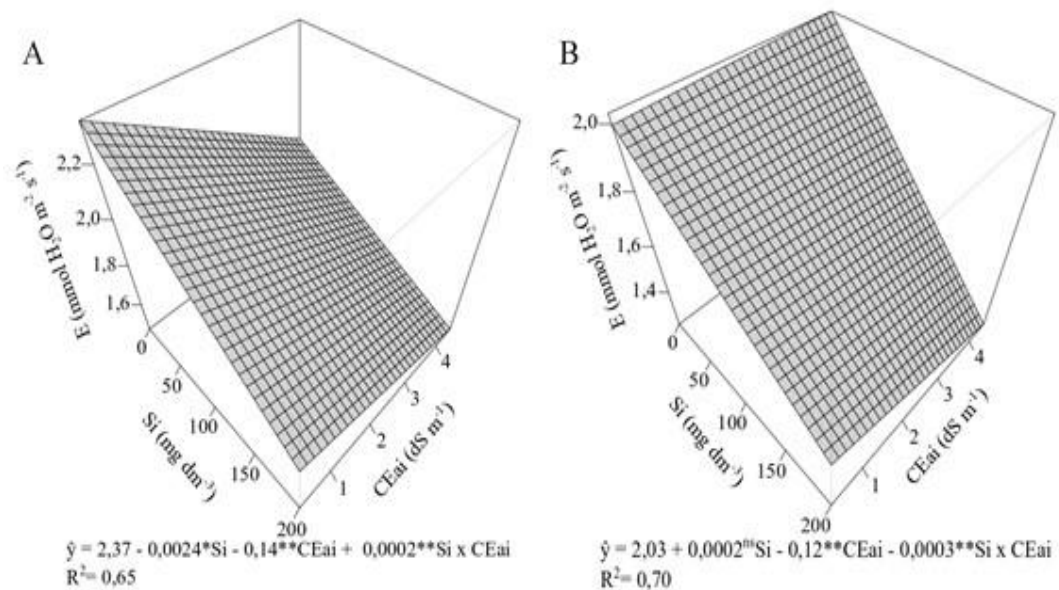 A
2,2
2,0
1,8
1,6
E (mmol H₂O m⁻² s⁻¹)
0
50
100
150
200
Si (mg dm⁻³)
1
2
3
4
CEai (dS m⁻¹)
ŷ = 2,37 - 0,0024*Si - 0,14**CEai + 0,0002**Si x CEai
R²= 0,65
B
2,0
1,8
1,6
1,4
E (mmol H₂O m⁻² s⁻¹)
0
50
100
150
200
Si (mg dm⁻³)
1
2
3
4
CEai (dS m⁻¹)
ŷ = 2,03 + 0,0002ⁿˢSi - 0,12**CEai - 0,0003**Si x CEai
R²= 0,70